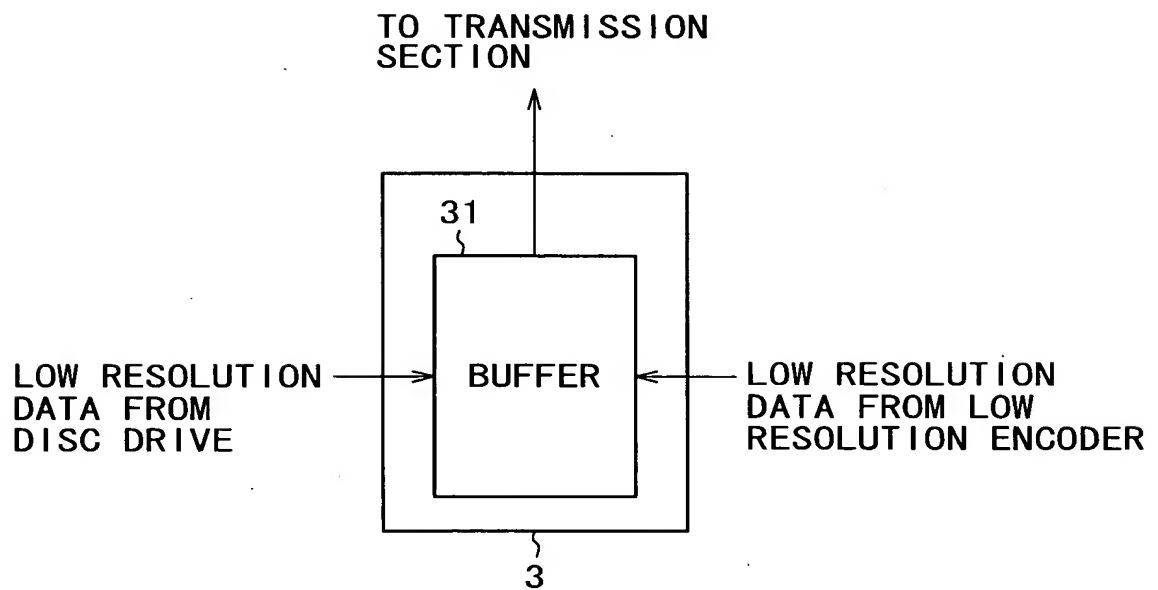 TO TRANSMISSION
SECTION
31
LOW RESOLUTION
DATA FROM
DISC DRIVE
BUFFER
LOW RESOLUTION
DATA FROM LOW
RESOLUTION ENCODER
3